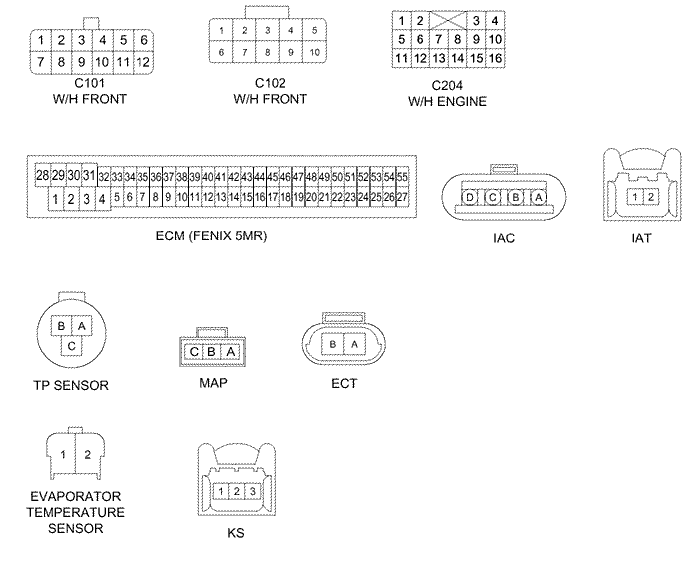 1 2 3 4 5 6
7 8 9 10 11 12
C101
W/H FRONT
1 2 3 4 5
6 7 8 9 10
C102
W/H FRONT
1 2 3 4
5 6 7 8 9 10
11 12 13 14 15 16
C204
W/H ENGINE
28 29 30 31 32 33 34 35 36 37 38 39 40 41 42 43 44 45 46 47 48 49 50 51 52 53 54 55
1 2 3 4 5 6 7 8 9 10 11 12 13 14 15 16 17 18 19 20 21 22 23 24 25 26 27
ECM (FENIX 5MR)
D C B A
IAC
1 2
IAT
B A
C
TP SENSOR
C B A
MAP
B A
ECT
1 2
EVAPORATOR
TEMPERATURE
SENSOR
1 2 3
KS